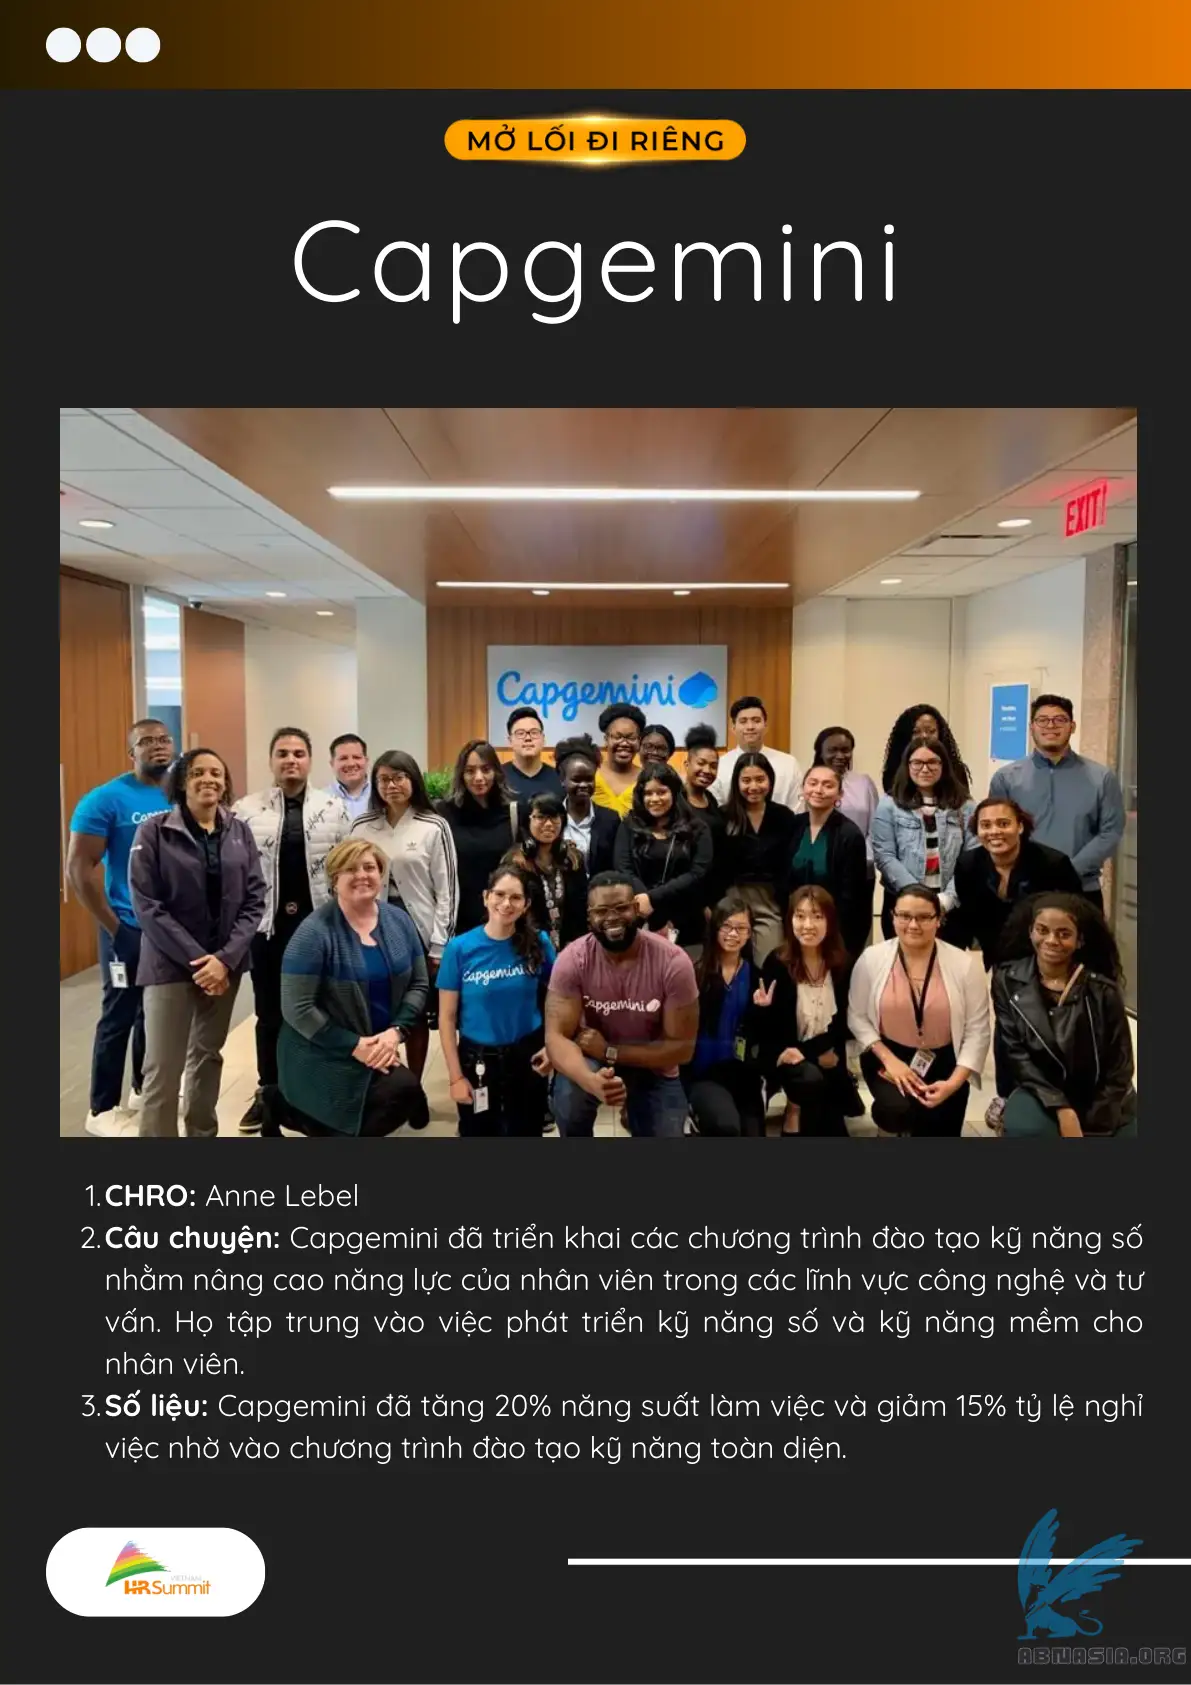 MỞ LỐI ĐI RIÊNG
Capgemini
EXIT
Capgemini
Capgemini
Capgemini
1. CHRO: Anne Lebel
2. Câu chuyện: Capgemini đã triển khai các chương trình đào tạo kỹ năng số
nhằm nâng cao năng lực của nhân viên trong các lĩnh vực công nghệ và tư
vấn. Họ tập trung vào việc phát triển kỹ năng số và kỹ năng mềm cho
nhân viên.
3. Số liệu: Capgemini đã tăng 20% năng suất làm việc và giảm 15% tỷ lệ nghỉ
việc nhờ vào chương trình đào tạo kỹ năng toàn diện.
VIETNAM
HR Summit
ABNASIA.ORG